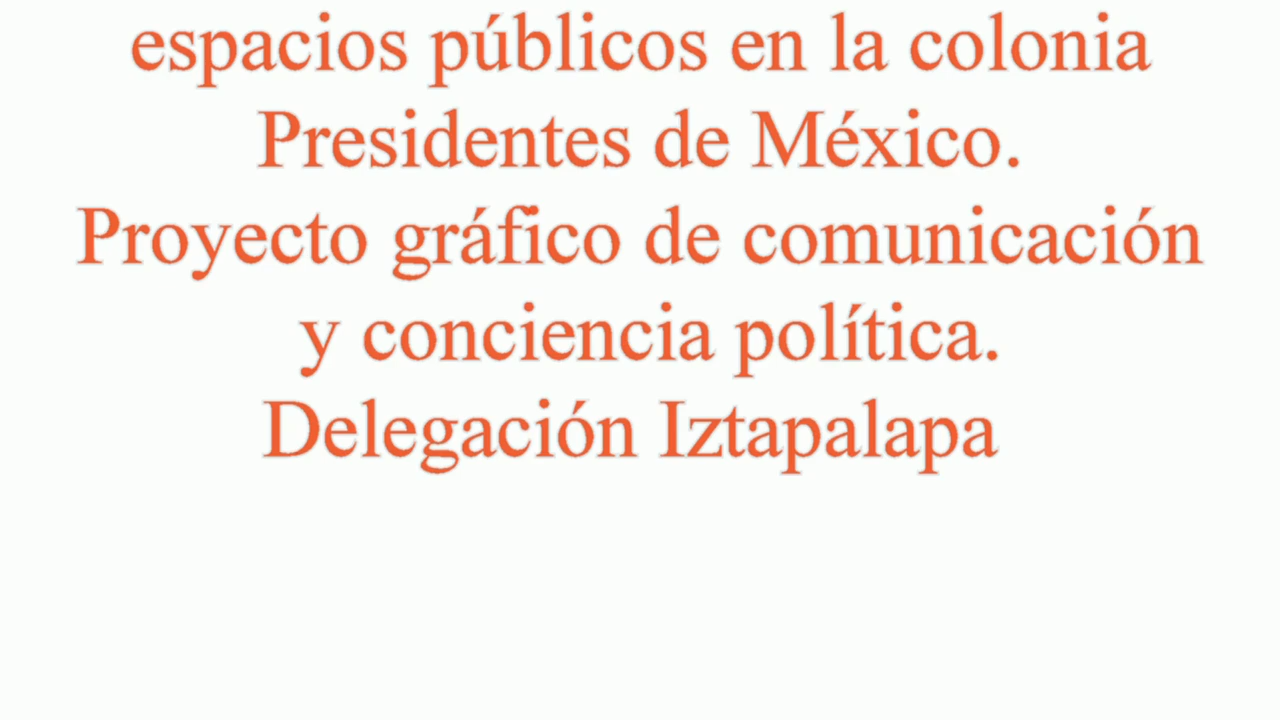 espacios públicos en la colonia
Presidentes de México.
Proyecto gráfico de comunicación
y conciencia política.
Delegación Iztapalapa